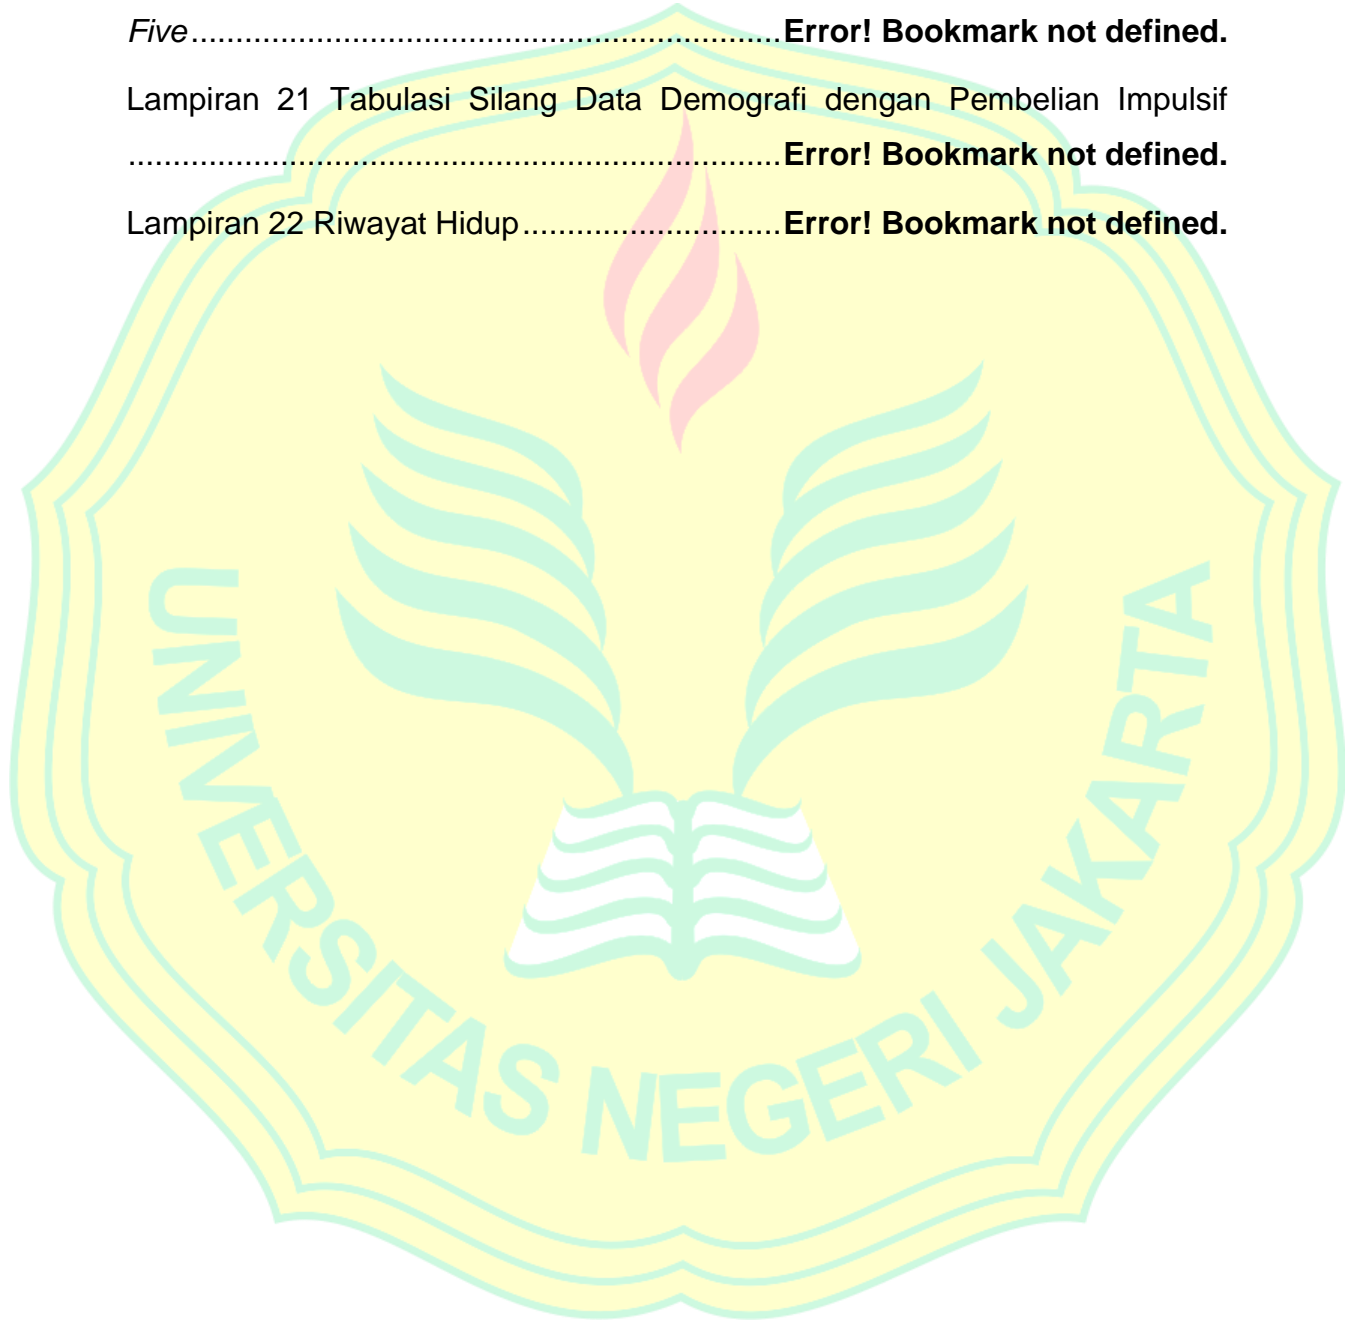 Five..................................................................Error! Bookmark not defined.
Lampiran 21 Tabulasi Silang Data Demografi dengan Pembelian Impulsif
.........................................................................Error! Bookmark not defined.
Lampiran 22 Riwayat Hidup.............................Error! Bookmark not defined.
UNIVERSITAS NEGERI JAKARTA